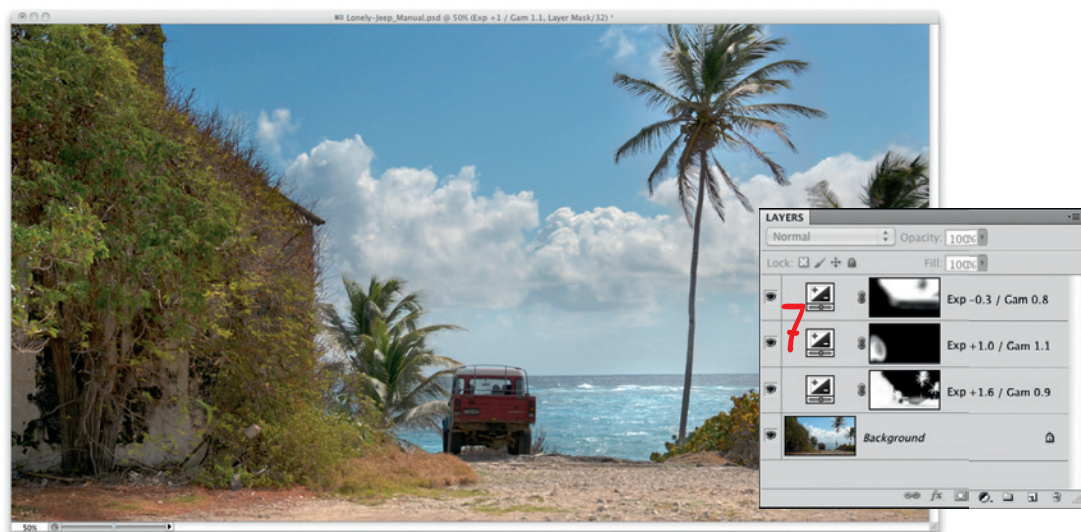 Lonely-Jeep_Manual.psd @ 50% (Exp +1 / Gam 1.1, Layer Mask/32) *
LAYERS
Normal Opacity: 100%
Lock: Fill: 100%
Exp -0.3 / Gam 0.8
7
Exp +1.0 / Gam 1.1
Exp +1.6 / Gam 0.9
Background
fx
50%